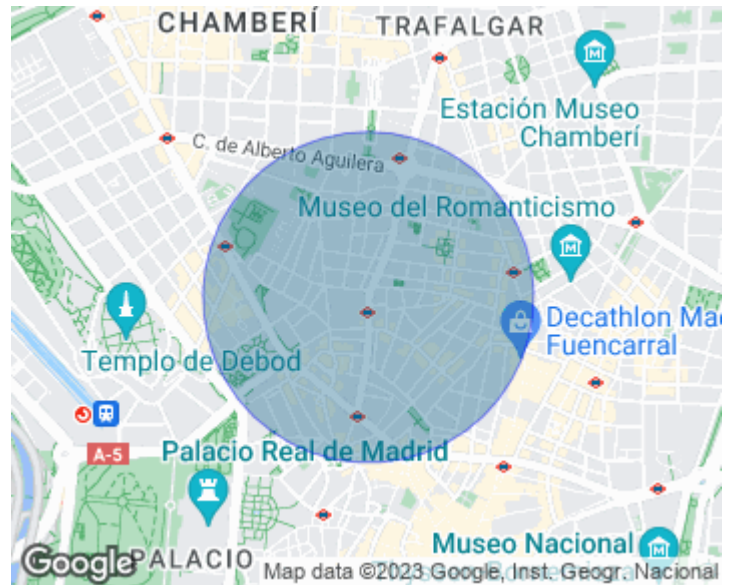 CHAMBERÍ
TRAFALGAR
Estación Museo
Chamberí
C. de Alberto Aguilera
Museo del Romanticismo
Decathlon Mad
Fuencarral
Templo de Debod
A-5
Palacio Real de Madrid
Museo Nacional
PALACIO
Google
Map data ©2023 Google, Inst. Geogr. Nacional